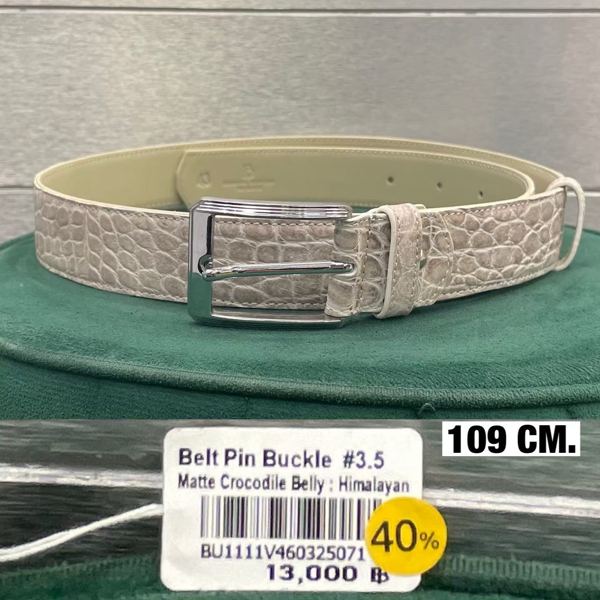 109 CM.
Belt Pin Buckle #3.5
Matte Crocodile Belly : Himalayan
BU1111V460325071
40%
13,000 ฿